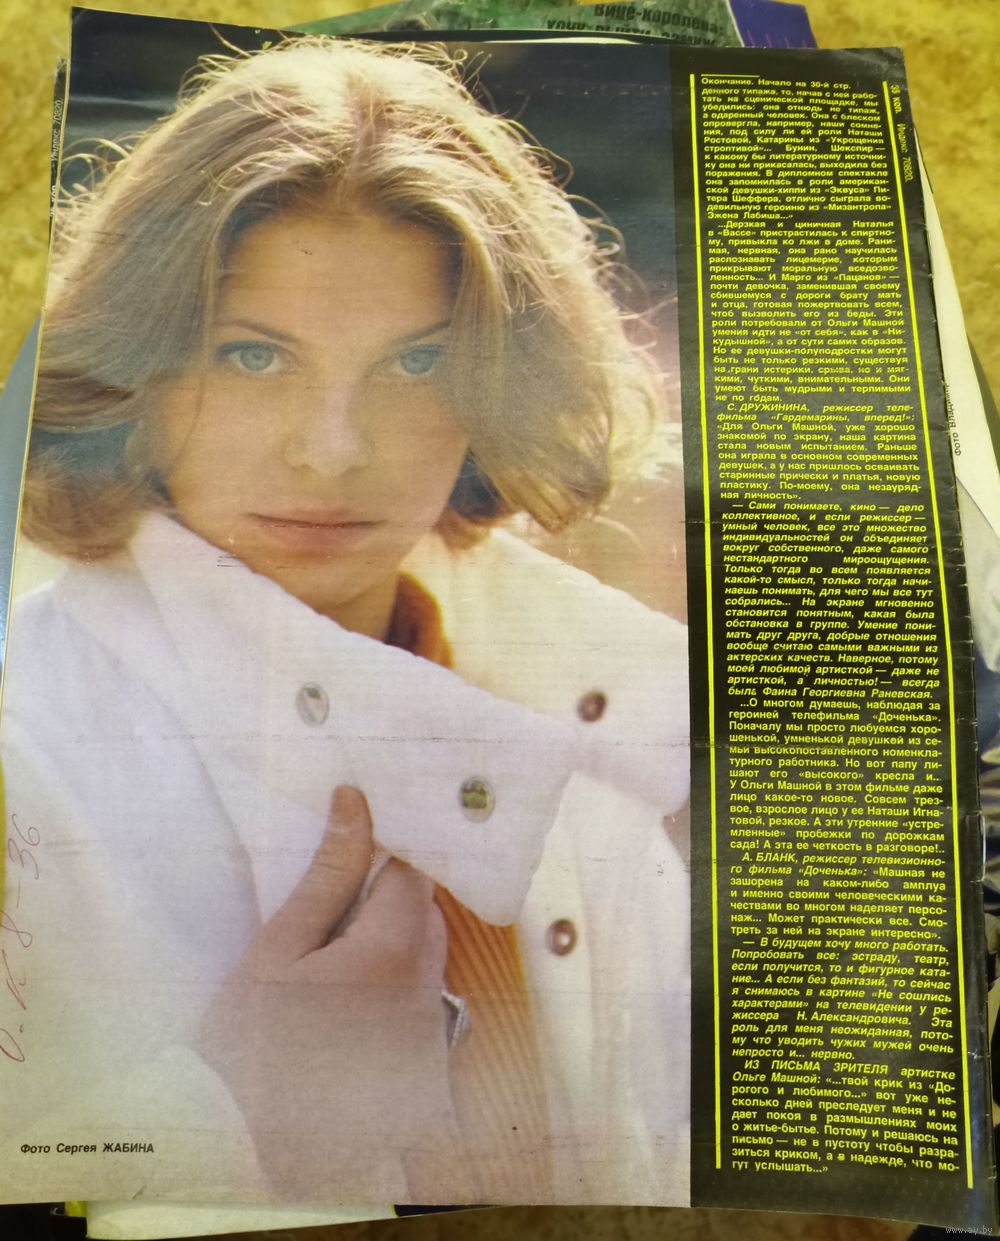 Вице-королева:
Окончание. Начало на 30-й стр.
денного типажа, то, начав с ней рабо-
тать на сценической площадке, мы
убедились: она отнюдь не типаж,
а одаренный человек. Она с блеском
опровергла, например, наши сомне-
ния, под силу ли ей роли Наташи
Ростовой, Катарины из «Укрощения
строптивой»... Бунин, Шекспир —
к какому бы литературному источни-
ку она ни прикасалась, выходила без
поражения. В дипломном спектакле
она запомнилась в роли америкен-
ской девушки-хиппи из «Эквуса» Пи-
тера Шеффера, отлично сыграла во-
девильную героиню из «Мизантропа»
Эжена Лабиша...»
...Дерзкая и циничная Наталья
в «Вассе» пристрастилась к спиртно-
му, привыкла ко лжи в доме. Рани-
мая, нервная, она рано научилась
распознавать лицемерие, которым
прикрывают моральную вседозво-
ленность... И Марго из «Пацанов» —
почти девочка, заменившая своему
сбившемуся с дороги брату мать
и отца, готовая пожертвовать всем,
чтоб вызволить его из беды. Эти
роли потребовали от Ольги Машной
умения идти не «от себя», как в «Ни-
кудышной», а от сути самих образов.
Но ее девушки-полуподростки могут
быть не только резкими, существуя
на грани истерики, срыва, но и мяг-
кими, чуткими, внимательными. Они
умеют быть мудрыми и терпимыми
не по годам.
С. ДРУЖИНИНА, режиссер теле-
фильма «Гардемарины, вперед!»:
«Для Ольги Машной, уже хорошо
знакомой по экрану, наша картина
стала новым испытанием. Раньше
она играла в основном современных
девушек, а у нас пришлось осваивать
старинные прически и платья, новую
пластику. По-моему, она незауряд-
ная личность».
— Сами понимаете, кино — дело
коллективное, и если режиссер —
умный человек, все это множество
индивидуальностей он объединяет
вокруг собственного, даже самого
нестандартного мироощущения.
Только тогда во всем появляется
какой-то смысл, только тогда начи-
наешь понимать, для чего мы все тут
собрались... На экране мгновенно
становится понятным, какая была
обстановка в группе. Умение пони-
мать друг друга, добрые отношения
вообще считаю самыми важными из
актерских качеств. Наверное, потому
моей любимой артисткой — даже не
артисткой, а личностью! — всегда
была Фаина Георгиевна Раневская.
...О многом думаешь, наблюдая за
героиней телефильма «Доченька».
Поначалу мы просто любуемся хоро-
шенькой, умненькой девушкой из се-
мьи высокопоставленного номенкла-
турного работника. Но вот папу ли-
шают его «высокого» кресла и...
У Ольги Машной в этом фильме даже
лицо какое-то новое. Совсем трез-
вое, взрослое лицо у ее Наташи Игна-
товой, резкое. А эти утренние «устре-
мленные» пробежки по дорожкам
сада! А эта ее четкость в разговоре!..
А. БЛАНК, режиссер телевизионно-
го фильма «Доченька»: «Машная не
зашорена на каком-либо амплуа
и именно своими человеческими ка-
чествами во многом наделяет персо-
наж... Может практически все. Смо-
треть за ней на экране интересно».
— В будущем хочу много работать.
Попробовать все: эстраду, театр,
если получится, то и фигурное ката-
ние... А если без фантазий, то сейчас
я снимаюсь в картине «Не сошлись
характерами» на телевидении у ре-
жиссера Н. Александровича. Эта
роль для меня неожиданная, пото-
му что уводить чужих мужей очень
непросто и... нервно.
ИЗ ПИСЬМА ЗРИТЕЛЯ артистке
Ольге Машной: «...твой крик из «До-
рогого и любимого...» вот уже не-
сколько дней преследует меня и не
дает покоя в размышлениях моих
о житье-бытье. Потому и решаюсь на
письмо — не в пустоту чтобы разра-
зиться криком, а в надежде, что мо-
гут услышать...»
36 коп. Индекс 70820.
Индекс 70820
Фото Владими
Фото Сергея ЖАБИНА
www.ay.by